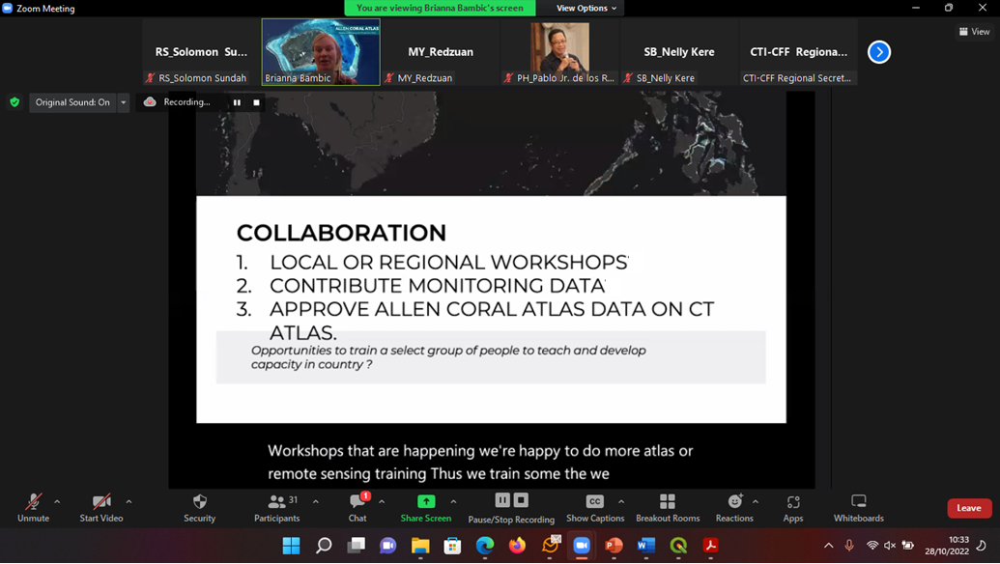 Zoom Meeting
You are viewing Brianna Bambic's screen
View Options
RS_Solomon Su...
RS_Solomon Sundah
ALLEN CORAL ATLAS
Brianna Bambic
MY_Redzuan
MY_Redzuan
PH_Pablo Jr. de los R...
SB_Nelly Kere
SB_Nelly Kere
CTI-CFF Regiona...
CTI-CFF Regional Secret...
View
Original Sound: On
Recording...
COLLABORATION
1. LOCAL OR REGIONAL WORKSHOPS
2. CONTRIBUTE MONITORING DATA
3. APPROVE ALLEN CORAL ATLAS DATA ON CT
ATLAS.
Opportunities to train a select group of people to teach and develop
capacity in country ?
Workshops that are happening we're happy to do more atlas or
remote sensing training Thus we train some the we
Unmute
Start Video
Security
31
Participants
1
Chat
Share Screen
Pause/Stop Recording
CC
Show Captions
Breakout Rooms
Reactions
Apps
Whiteboards
Leave
10:33
28/10/2022